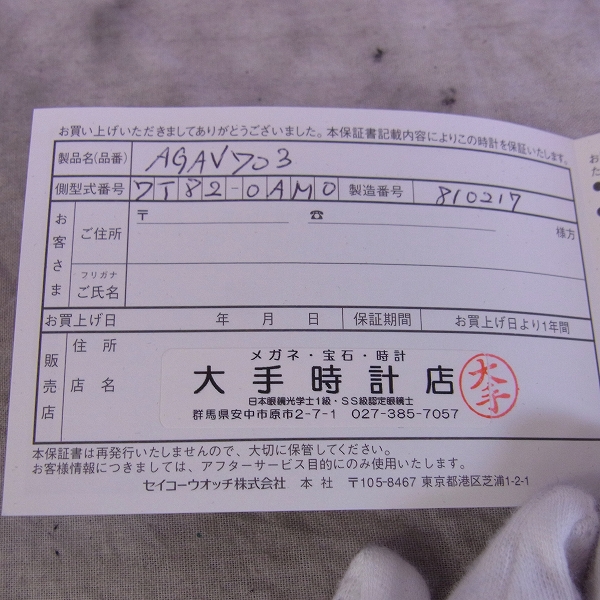 お買い上げいただきましてありがとうございました。本保証書記載内容によりこの時計を保証いたします。
製品名(品番) AGAV703
側型式番号 7T82-0AM0 製造番号 810217
お客さま
ご住所 〒 ☎ 様方
フリガナ
ご氏名
お買上げ日 年 月 日 保証期間 お買上げ日より1年間
販売店
住所
店名
メガネ・宝石・時計
大手時計店
大手
日本眼鏡光学士1級・SS級認定眼鏡士
群馬県安中市原市2-7-1 027-385-7057
本保証書は再発行いたしませんので、大切に保管してください。
お客様情報につきましては、アフターサービス目的にのみ使用いたします。
セイコーウオッチ株式会社 本社 〒105-8467 東京都港区芝浦1-2-1
お
た